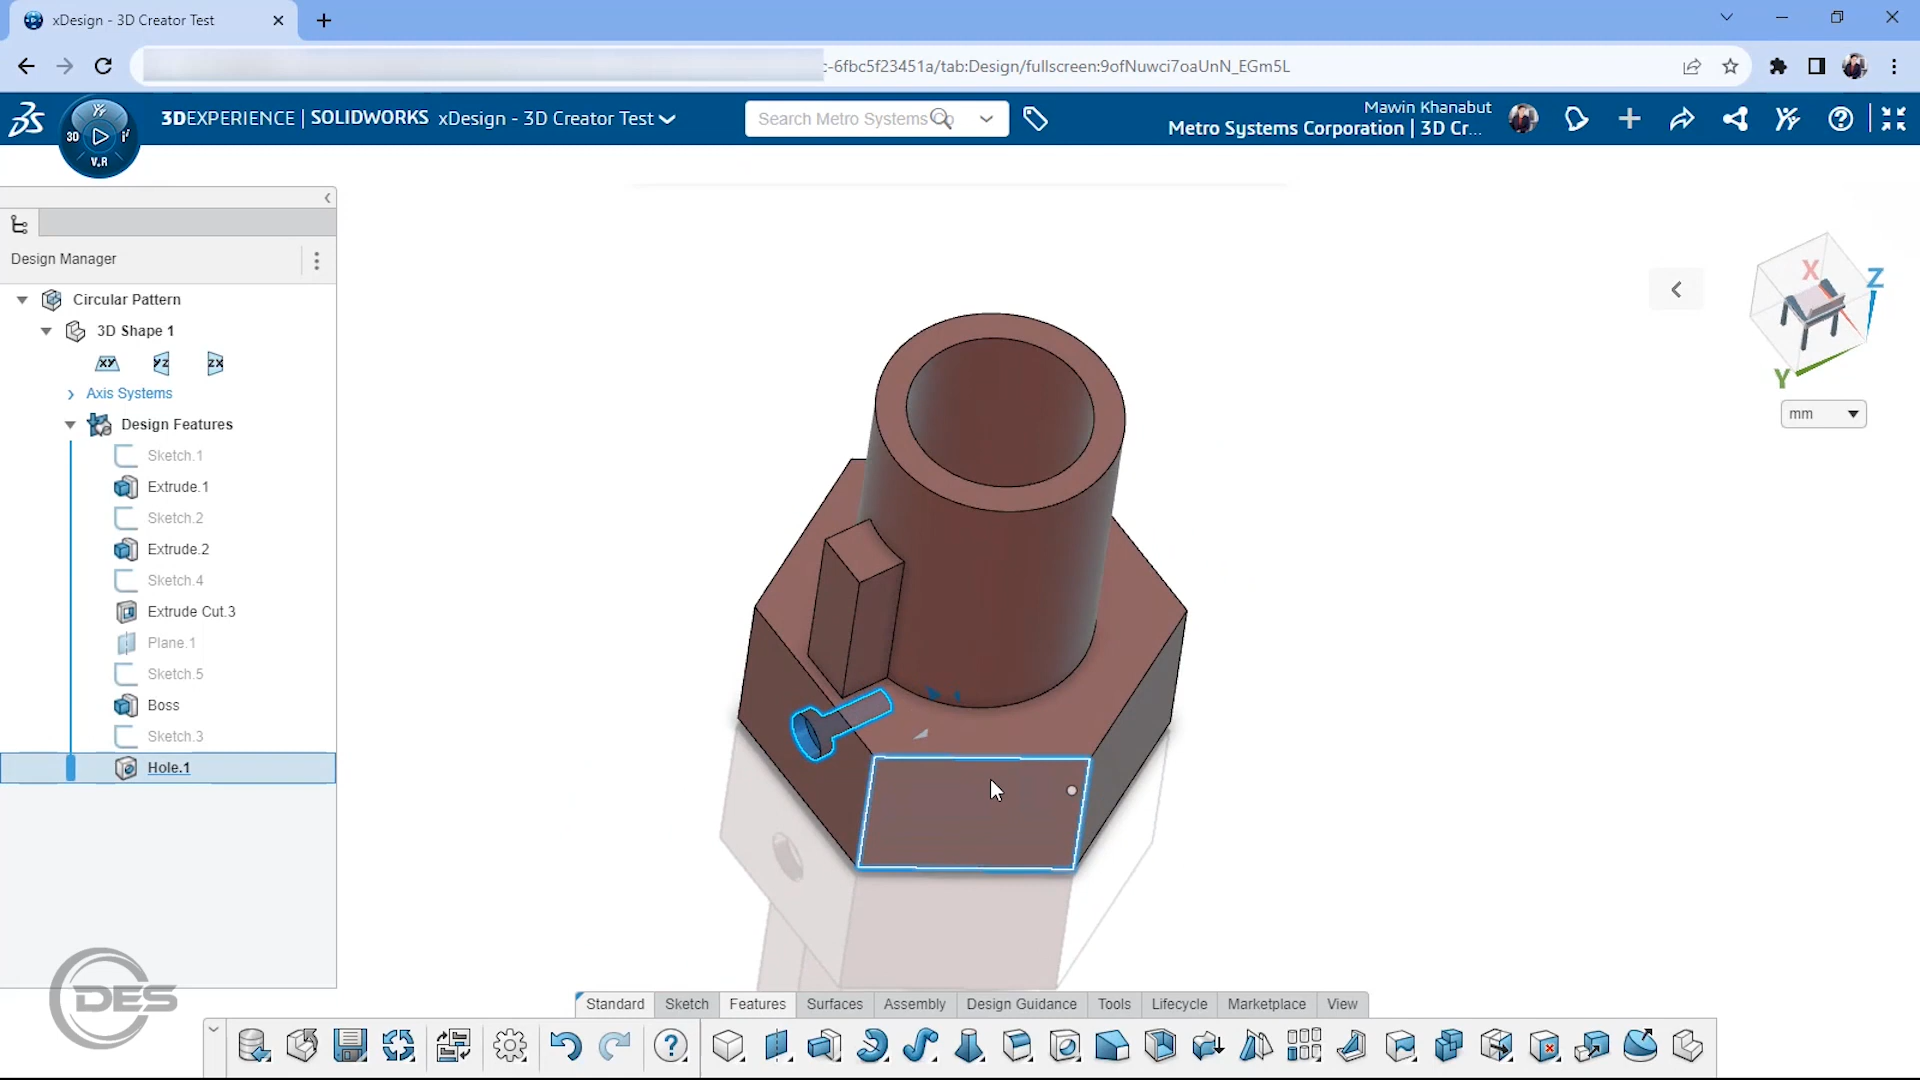 xDesign - 3D Creator Test
:-6fbc5f23451a/tab:Design/fullscreen:9ofNuwci7oaUnN_EGm5L
3D
V.R
3DEXPERIENCE | SOLIDWORKS xDesign - 3D Creator Test
Search Metro Systems Co
Mawin Khanabut
Metro Systems Corporation | 3D Cr...
Design Manager
Circular Pattern
3D Shape 1
XY YZ ZX
Axis Systems
Design Features
Sketch.1
Extrude.1
Sketch.2
Extrude.2
Sketch.4
Extrude Cut.3
Plane.1
Sketch.5
Boss
Sketch.3
Hole.1
X
Z
Y
mm
DES
Standard Sketch Features Surfaces Assembly Design Guidance Tools Lifecycle Marketplace View